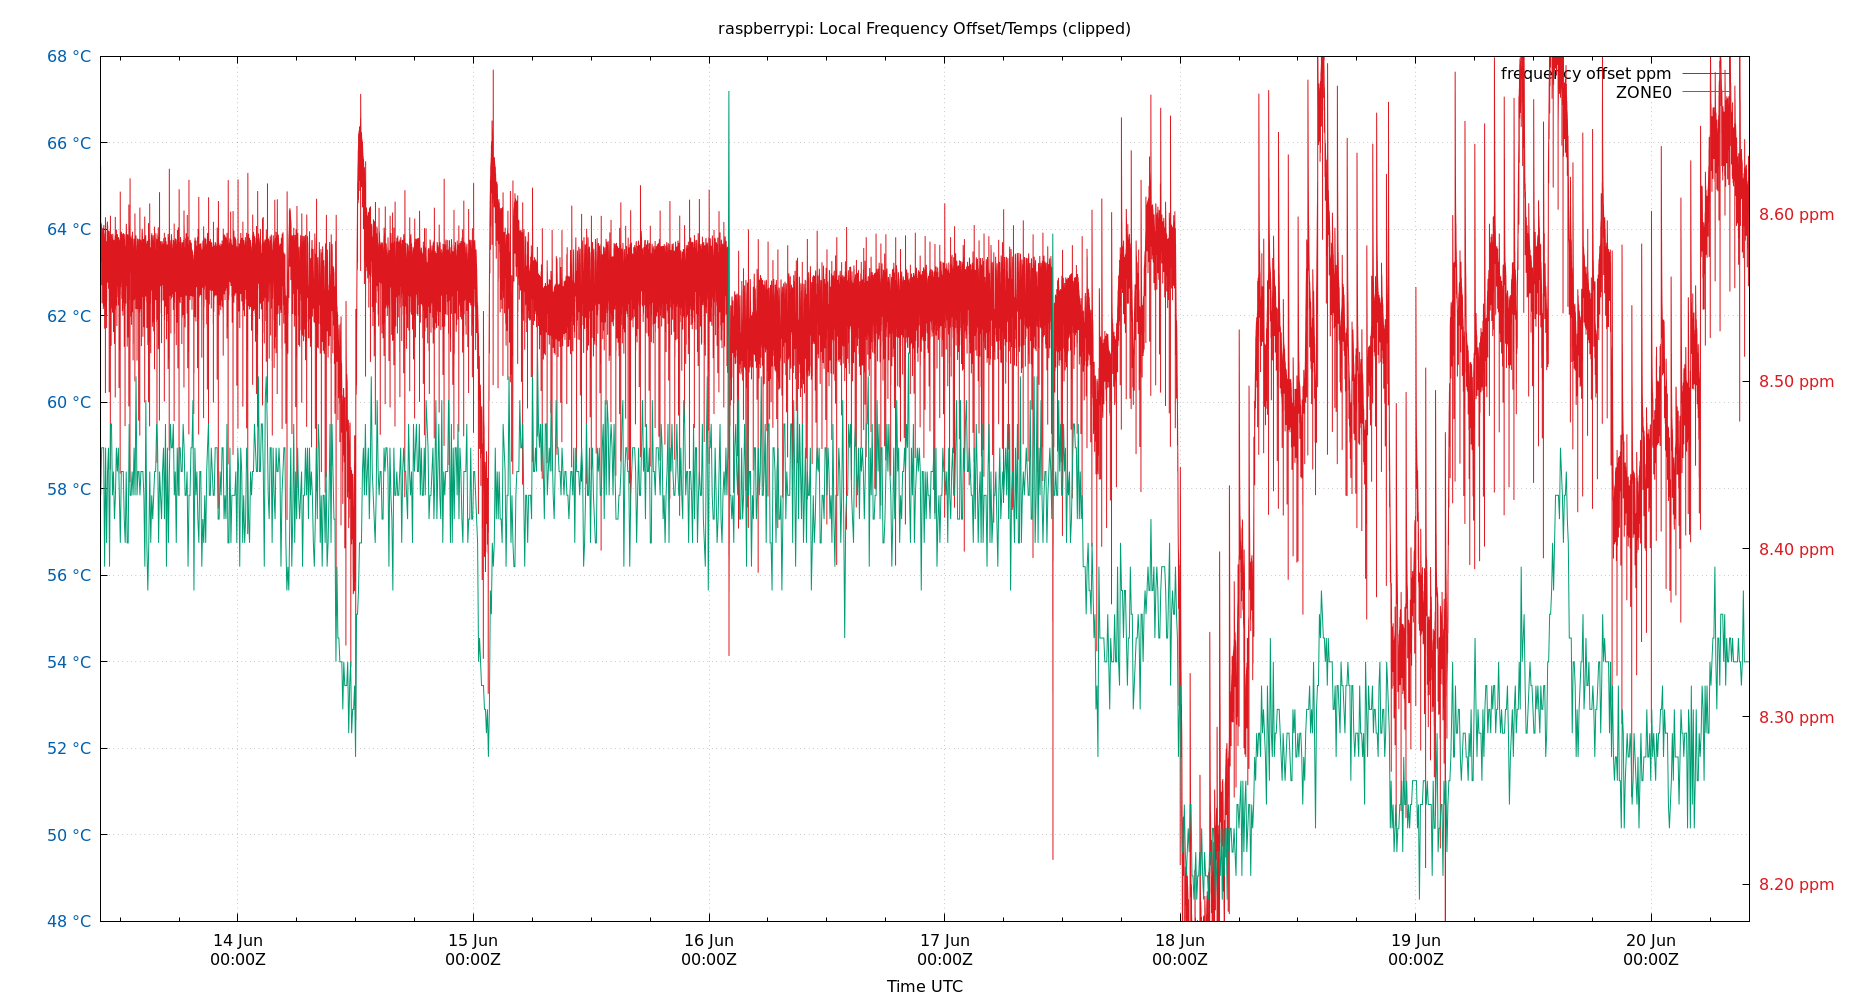 raspberrypi: Local Frequency Offset/Temps (clipped)
68 °C
66 °C
64 °C
62 °C
60 °C
58 °C
56 °C
54 °C
52 °C
50 °C
48 °C
frequency offset ppm
ZONE0
8.60 ppm
8.50 ppm
8.40 ppm
8.30 ppm
8.20 ppm
14 Jun
00:00Z
15 Jun
00:00Z
16 Jun
00:00Z
17 Jun
00:00Z
18 Jun
00:00Z
19 Jun
00:00Z
20 Jun
00:00Z
Time UTC